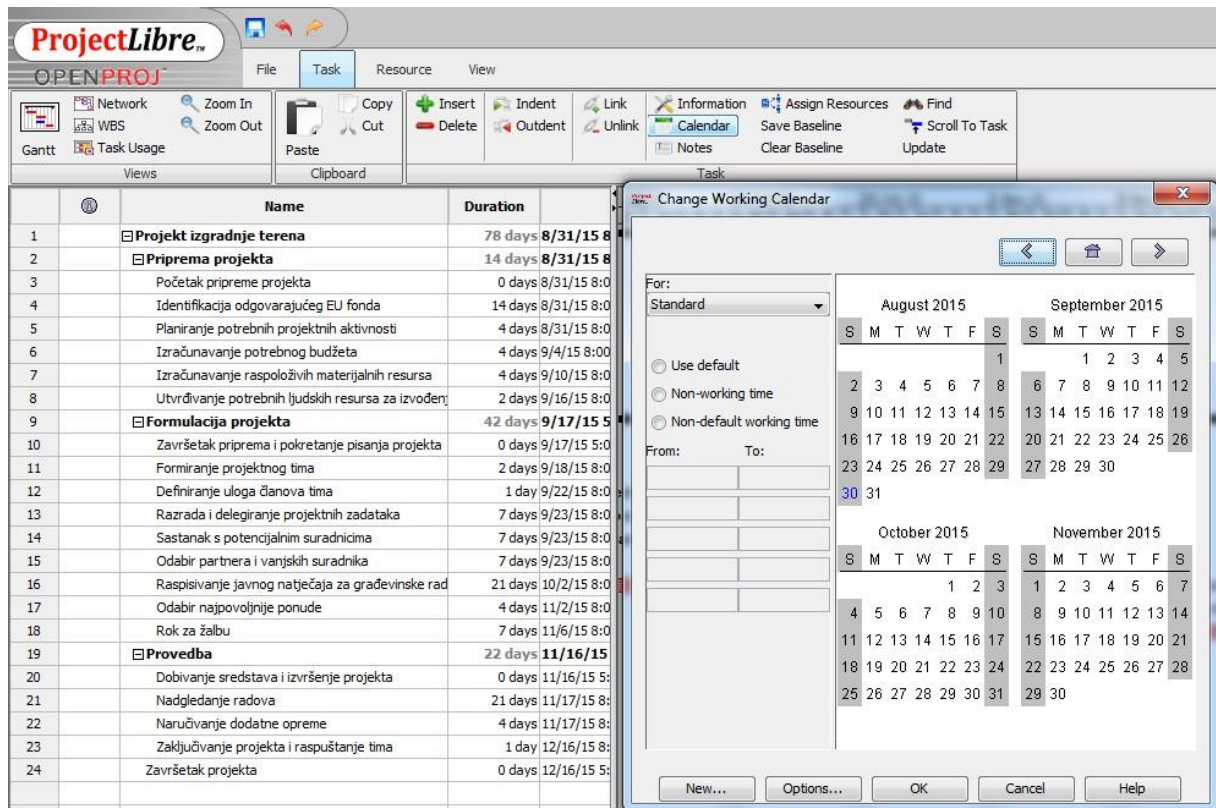 ProjectLibre™
OPENPROJ
File Task Resource View
Network Zoom In Copy Insert Indent Link Information Assign Resources Find
WBS Zoom Out Cut Delete Outdent Unlink Calendar Save Baseline Scroll To Task
Gantt Task Usage Paste Notes Clear Baseline Update
Views Clipboard Task
Name Duration
1 Projekt izgradnje terena 78 days 8/31/15 8
2 Priprema projekta 14 days 8/31/15 8
3 Početak pripreme projekta 0 days 8/31/15 8:0
4 Identifikacija odgovarajućeg EU fonda 14 days 8/31/15 8:0
5 Planiranje potrebnih projektnih aktivnosti 4 days 8/31/15 8:0
6 Izračunavanje potrebnog budžeta 4 days 9/4/15 8:00
7 Izračunavanje raspoloživih materijalnih resursa 4 days 9/10/15 8:0
8 Utvrđivanje potrebnih ljudskih resursa za izvođenj 2 days 9/16/15 8:0
9 Formulacija projekta 42 days 9/17/15 5
10 Završetak priprema i pokretanje pisanja projekta 0 days 9/17/15 5:0
11 Formiranje projektnog tima 2 days 9/18/15 8:0
12 Definiranje uloga članova tima 1 day 9/22/15 8:0
13 Razrada i delegiranje projektnih zadataka 7 days 9/23/15 8:0
14 Sastanak s potencijalnim suradnicima 7 days 9/23/15 8:0
15 Odabir partnera i vanjskih suradnika 7 days 9/23/15 8:0
16 Raspisivanje javnog natječaja za građevinske rad 21 days 10/2/15 8:0
17 Odabir najpovoljnije ponude 4 days 11/2/15 8:0
18 Rok za žalbu 7 days 11/6/15 8:0
19 Provedba 22 days 11/16/15
20 Dobivanje sredstava i izvršenje projekta 0 days 11/16/15 5:
21 Nadgledanje radova 21 days 11/17/15 8:
22 Naručivanje dodatne opreme 4 days 11/17/15 8:
23 Zaključivanje projekta i raspuštanje tima 1 day 12/16/15 8:
24 Završetak projekta 0 days 12/16/15 5:
Change Working Calendar
For:
Standard
Use default
Non-working time
Non-default working time
From: To:
August 2015
S M T W T F S
1
2 3 4 5 6 7 8
9 10 11 12 13 14 15
16 17 18 19 20 21 22
23 24 25 26 27 28 29
30 31
September 2015
S M T W T F S
1 2 3 4 5
6 7 8 9 10 11 12
13 14 15 16 17 18 19
20 21 22 23 24 25 26
27 28 29 30
October 2015
S M T W T F S
1 2 3
4 5 6 7 8 9 10
11 12 13 14 15 16 17
18 19 20 21 22 23 24
25 26 27 28 29 30 31
November 2015
S M T W T F S
1 2 3 4 5 6 7
8 9 10 11 12 13 14
15 16 17 18 19 20 21
22 23 24 25 26 27 28
29 30
New... Options... OK Cancel Help